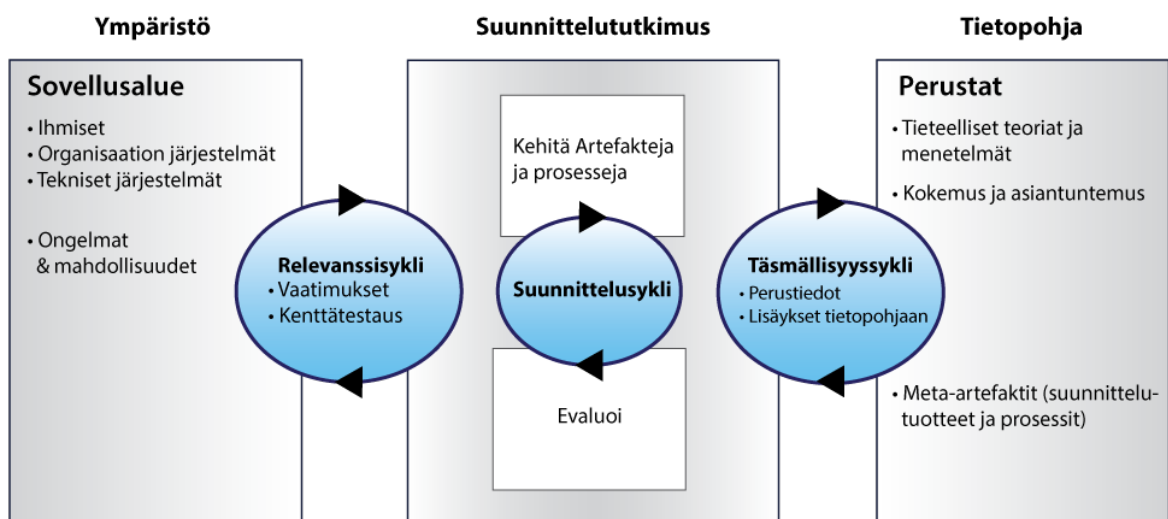 Ympäristö
Suunnittelututkimus
Tietopohja
Sovellusalue
• Ihmiset
• Organisaation järjestelmät
• Tekniset järjestelmät
• Ongelmat
& mahdollisuudet
Relevanssisykli
• Vaatimukset
• Kenttätestaus
Kehitä Artefakteja
ja prosesseja
Suunnittelusykli
Evaluoi
Täsmällisyyssykli
• Perustiedot
• Lisäykset tietopohjaan
Perustat
• Tieteelliset teoriat ja
menetelmät
• Kokemus ja asiantuntemus
• Meta-artefaktit (suunnittelu-
tuotteet ja prosessit)